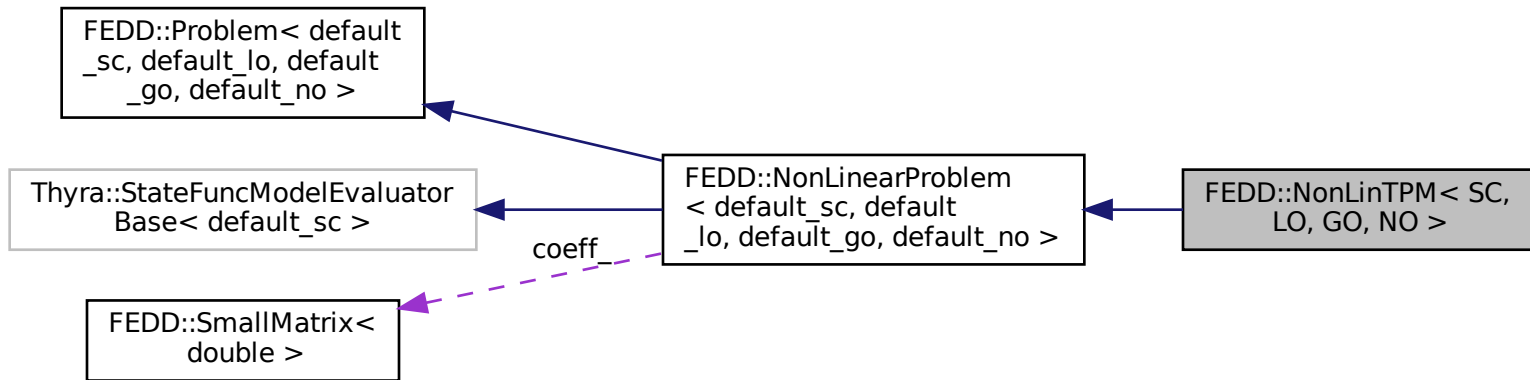 FEDD::Problem< default
_sc, default_lo, default
_go, default_no >
Thyra::StateFuncModelEvaluator
Base< default_sc >
FEDD::SmallMatrix<
double >
coeff_
FEDD::NonLinearProblem
< default_sc, default
_lo, default_go, default_no >
FEDD::NonLinTPM< SC,
LO, GO, NO >